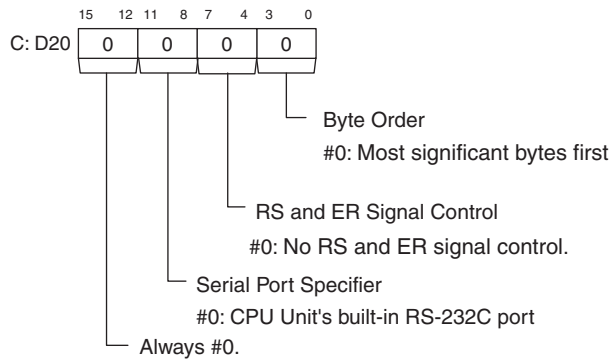 15 12 11 8 7 4 3 0
C: D20 0 0 0 0
Byte Order
#0: Most significant bytes first
RS and ER Signal Control
#0: No RS and ER signal control.
Serial Port Specifier
#0: CPU Unit's built-in RS-232C port
Always #0.